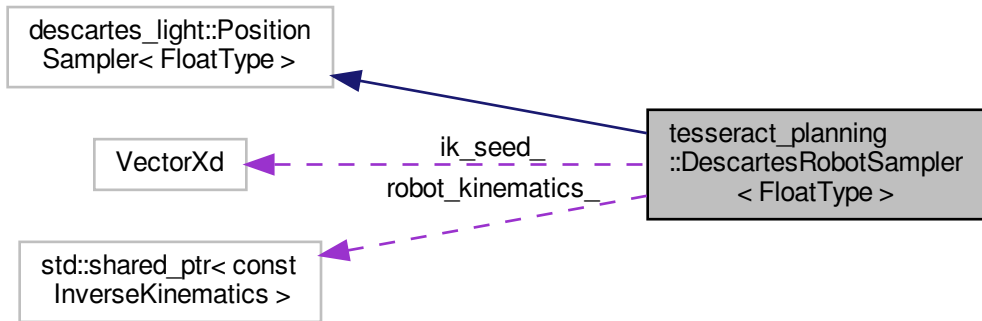 descartes_light::Position
Sampler< FloatType >
VectorXd
std::shared_ptr< const
InverseKinematics >
ik_seed_
robot_kinematics_
tesseract_planning
::DescartesRobotSampler
< FloatType >